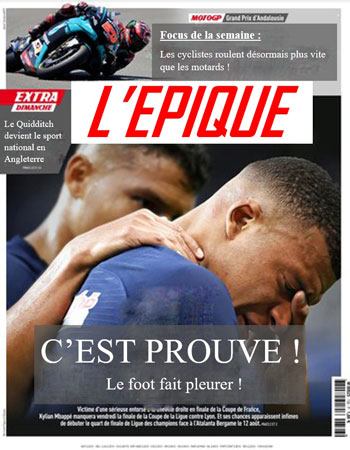 MOTOGP Grand Prix d'Andalousie
Focus de la semaine :
Les cyclistes roulent désormais plus vite
que les motards !
EXTRA
DIMANCHE
Le Quidditch
devient le sport
national en
Angleterre
L'EPIQUE
C'EST PROUVE !
Le foot fait pleurer !
Victime d'une sérieuse entorse à la cheville droite en finale de la Coupe de France,
Kylian Mbappé manquera vendredi la finale de la Coupe de la Ligue contre Lyon. Et ses chances apparaissent infimes
de débuter le quart de finale de Ligue des champions face à l'Atalanta Bergame le 12 août.